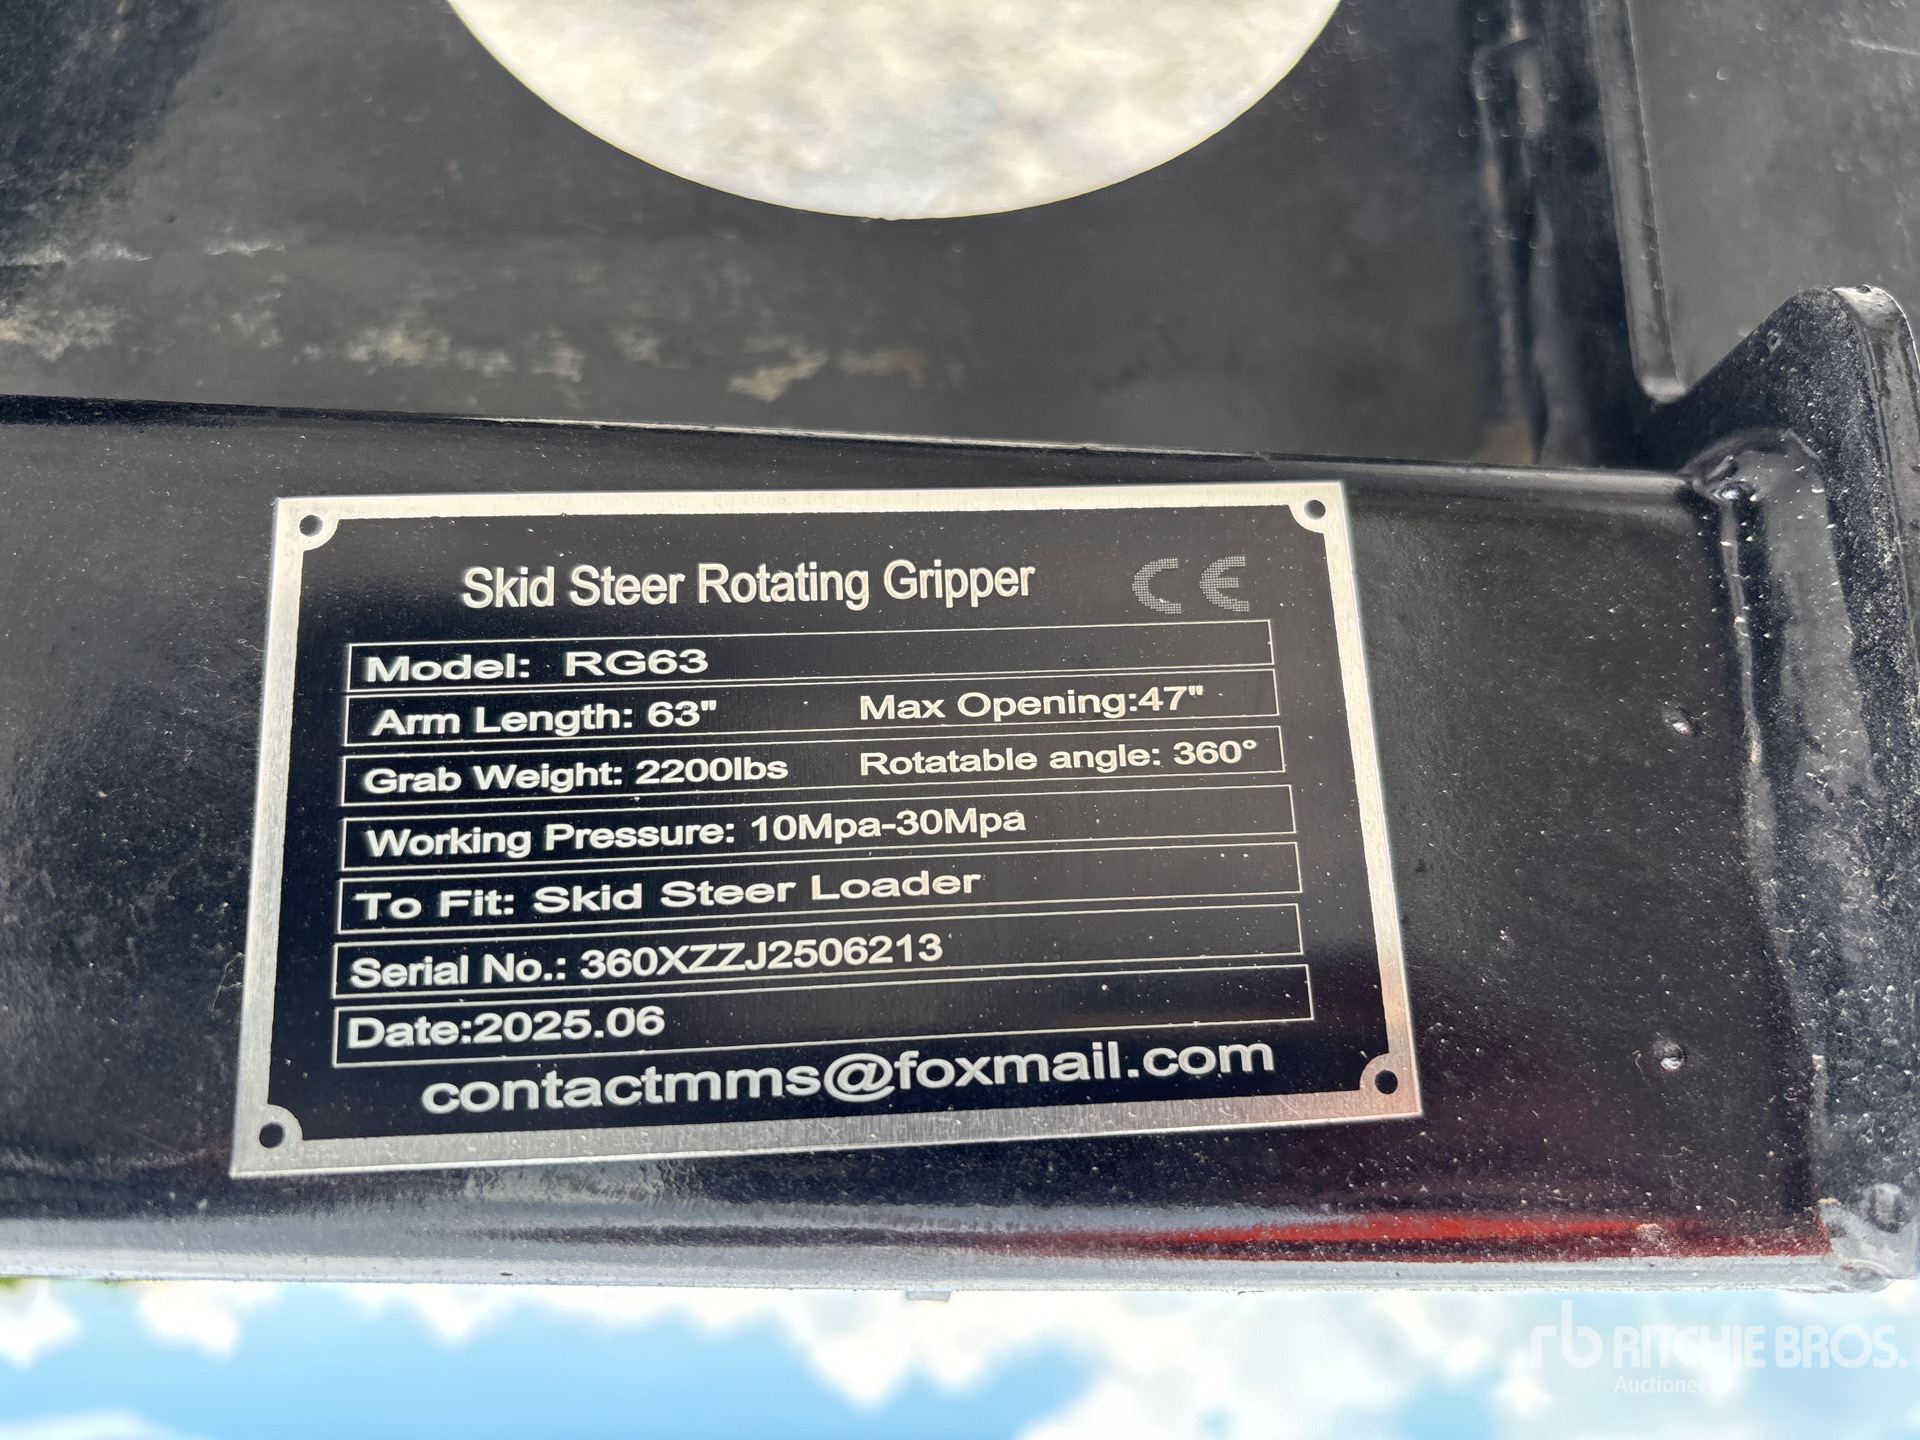 Skid Steer Rotating Gripper CE
Model: RG63
Arm Length: 63" Max Opening:47"
Grab Weight: 2200lbs Rotatable angle: 360°
Working Pressure: 10Mpa-30Mpa
To Fit: Skid Steer Loader
Serial No.: 360XZZJ2506213
Date:2025.06
contactmms@foxmail.com
rb RITCHIE BROS.
Auctioneers